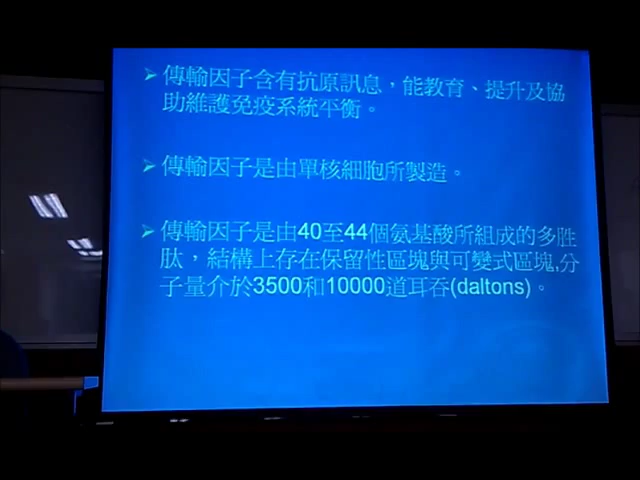 ➢傳輸因子含有抗原訊息，能教育、提升及協
助維護免疫系統平衡。
➢傳輸因子是由單核細胞所製造。
➢傳輸因子是由40至44個氨基酸所組成的多胜
肽，結構上存在保留性區塊與可變式區塊,分
子量介於3500和10000道耳吞(daltons)。